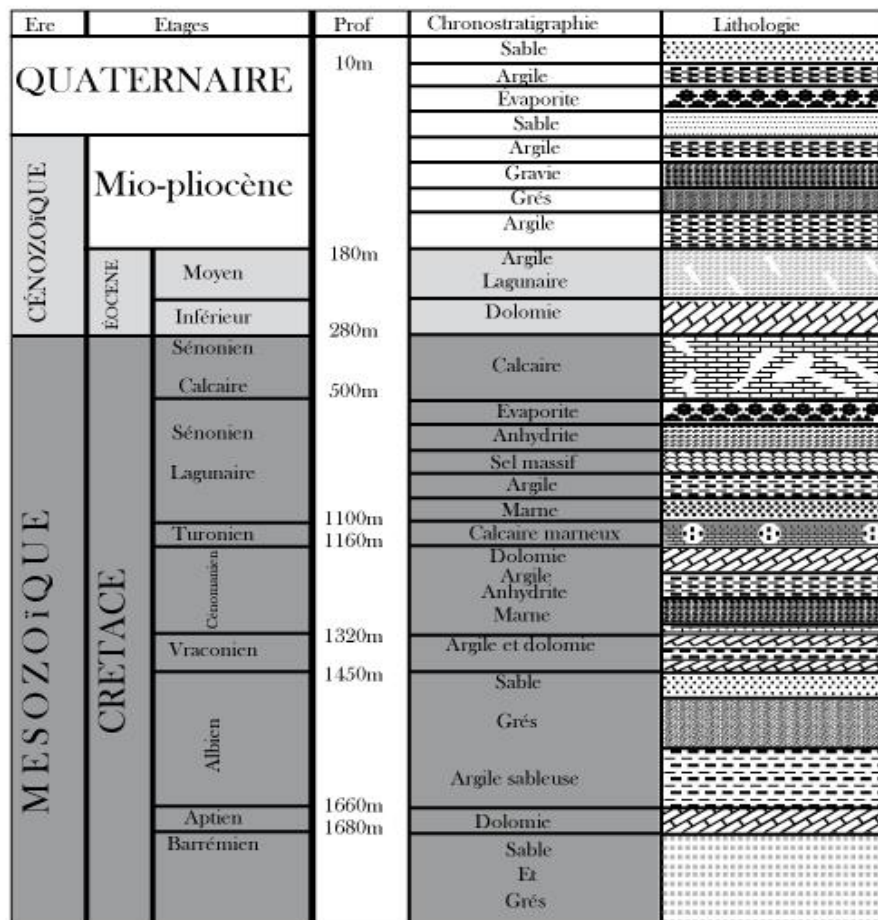 Ere Etages Prof Chronostratigraphie Lithologie
Sable
10m
QUATERNAIRE
Argile
Évaporite
Sable
CÉNOZOïQUE
Mio-pliocène
Argile
Gravie
Grés
Argile
180m
ÉOCENE
Moyen
Argile
Lagunaire
Inférieur
Dolomie
280m
MESOZOïQUE
CRETACE
Sénonien
Calcaire
Calcaire
500m
Evaporite
Sénonien
Anhydrite
Lagunaire
Sel massif
Argile
Marne
1100m
Turonien
Calcaire marneux
1160m
Cénomanien
Dolomie
Argile
Anhydrite
Marne
1320m
Vraconien
Argile et dolomie
1450m
Albien
Sable
Grés
Argile sableuse
1660m
Aptien
Dolomie
1680m
Barrémien
Sable
Et
Grés